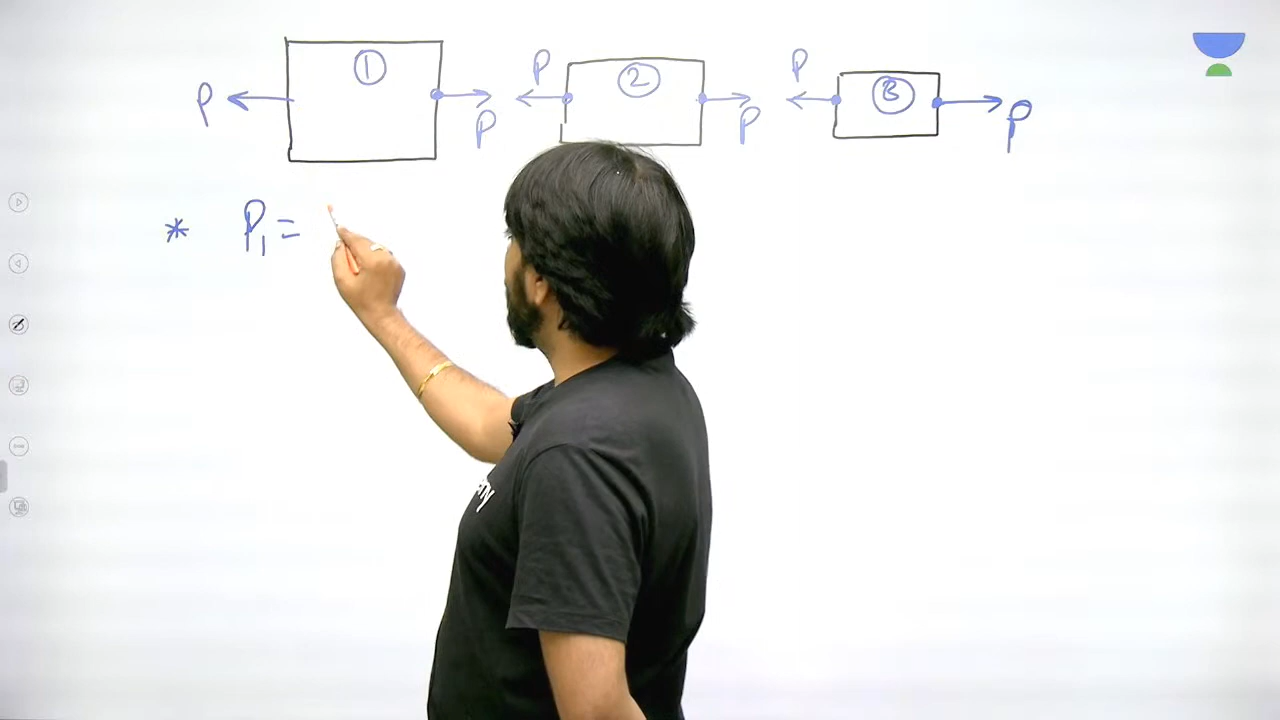 P ① P P ② P P ③ P
* P₁ =